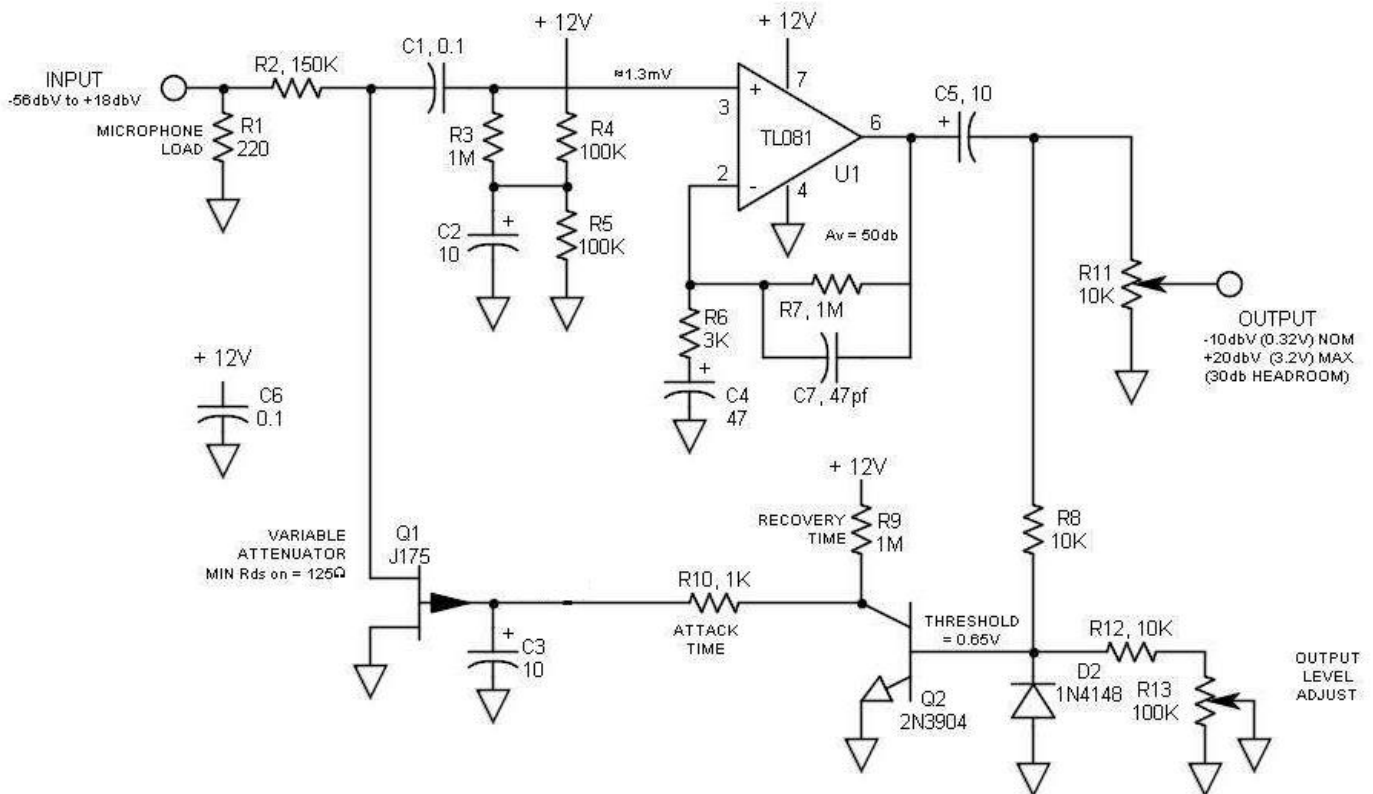 + 12V
+ 12V
C1, 0.1
INPUT
-56dbV to +18dbV
R2, 150K
≈1.3mV
MICROPHONE
LOAD
R1
220
R3
1M
R4
100K
+
3
7
TL081
6
U1
2
-
4
C5, 10
+
C2
10
+
R5
100K
Av = 50db
R7, 1M
R11
10K
OUTPUT
-10dbV (0.32V) NOM
+20dbV (3.2V) MAX
(30db HEADROOM)
R6
3K
+
C4
47
C7, 47pf
+ 12V
C6
0.1
+ 12V
RECOVERY
TIME
R9
1M
R8
10K
VARIABLE
ATTENUATOR
MIN Rds on = 125Ω
Q1
J175
R10, 1K
ATTACK
TIME
THRESHOLD
= 0.65V
R12, 10K
+
C3
10
Q2
2N3904
D2
1N4148
R13
100K
OUTPUT
LEVEL
ADJUST